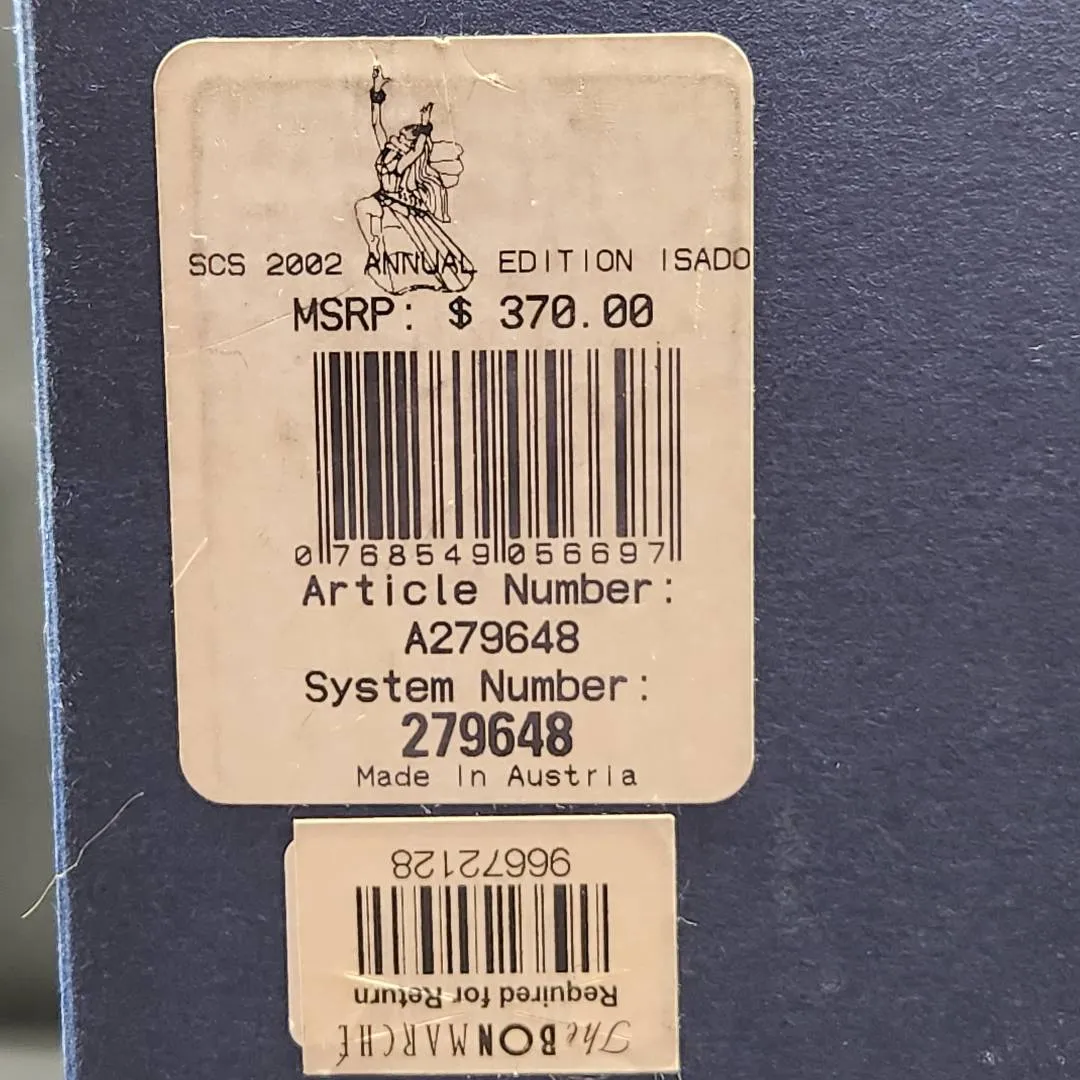 SCS 2002 ANNUAL EDITION ISADO
MSRP: $ 370.00
0 768549 056697
Article Number:
A279648
System Number:
279648
Made In Austria
The BON MARCHÉ
Required for Return
96672128